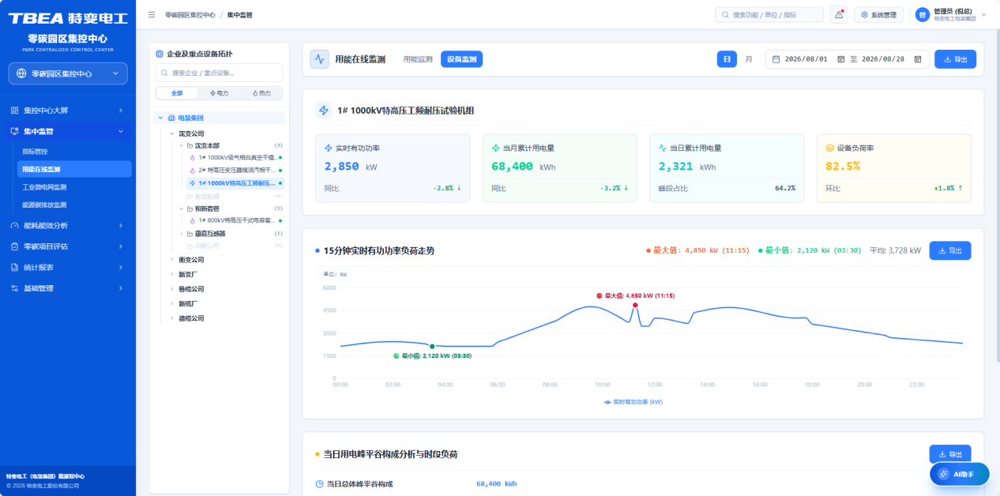 TBEA 特变电工
零碳园区集控中心
PARK CENTRALIZED CONTROL CENTER
零碳园区集控中心
集控中心大屏
集中监管
指标管控
用能在线监测
工业微电网监测
能源碳排放监测
能耗能效分析
零碳项目评估
统计报表
基础管理
特变电工（电装集团）能源双中心
© 2026 特变电工股份有限公司
零碳园区集控中心 / 集中监管
搜索功能 / 单位 / 指标
系统管理
管
管理员 (倪总)
特变电工电装集团
企业及重点设备拓扑
搜索企业 / 重点设备...
全部
电力
热力
电装集团
沈变公司
沈变本部 (3)
1# 1000kV级气相白真空干燥...
2# 特高压变压器煤油汽相干...
1# 1000kV特高压工频耐压...
(0)
和新套管 (1)
1# 800kV特高压干式电容套...
康嘉互感器 (1)
(0)
衡变公司
新变厂
鲁缆公司
新缆厂
德缆公司
用能在线监测
用能监测
设备监测
日
月
2026/08/01 至 2026/08/28
导出
1# 1000kV特高压工频耐压试验机组
实时有功功率
2,850 kW
同比 -2.8% ↓
当月累计用电量
68,400 kWh
同比 -3.2% ↓
当日累计用电量
2,321 kWh
峰段占比 64.2%
设备负荷率
82.5%
环比 +1.8% ↑
15分钟实时有功功率负荷走势
最大值: 4,850 kW (11:15)
最小值: 2,120 kW (03:30)
平均: 3,728 kW
导出
单位: kW
6000
4500
3000
1500
0
最大值: 4,850 kW (11:15)
最小值: 2,120 kW (03:30)
00:00 02:00 04:00 06:00 08:00 10:00 12:00 14:00 16:00 18:00 20:00 22:00
实时有功功率 (kW)
当日用电峰平谷构成分析与时段负荷
导出
当日总体峰平谷构成
68,400 kWh
AI助手